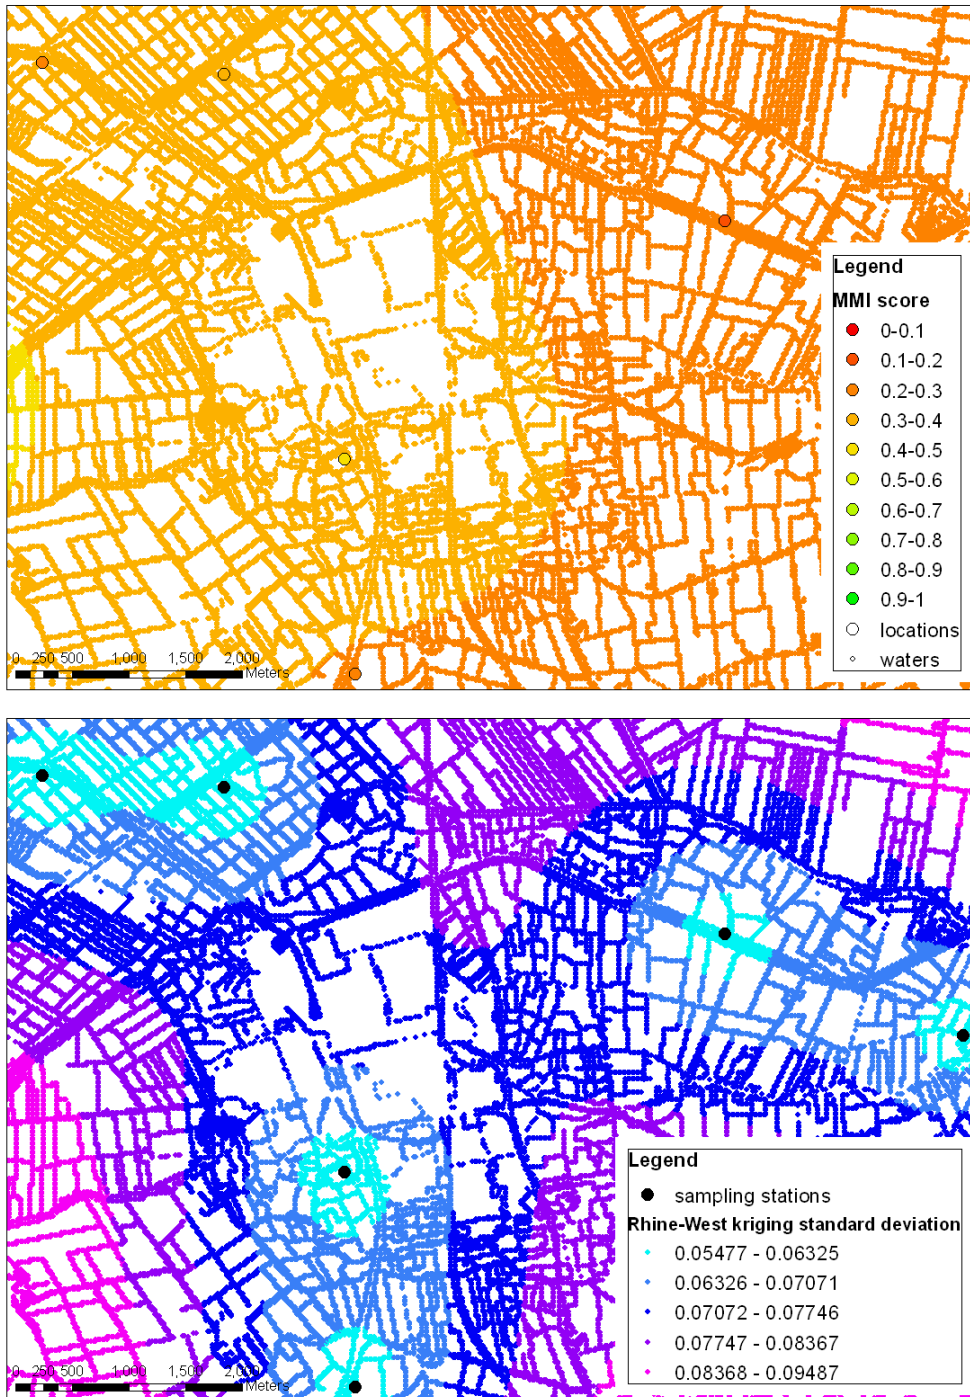 Legend
MMI score
0-0.1
0.1-0.2
0.2-0.3
0.3-0.4
0.4-0.5
0.5-0.6
0.6-0.7
0.7-0.8
0.8-0.9
0.9-1
locations
waters
0 250 500 1,000 1,500 2,000
Meters
Legend
sampling stations
Rhine-West kriging standard deviation
0.05477 - 0.06325
0.06326 - 0.07071
0.07072 - 0.07746
0.07747 - 0.08367
0.08368 - 0.09487
0 250 500 1,000 1,500 2,000
Meters